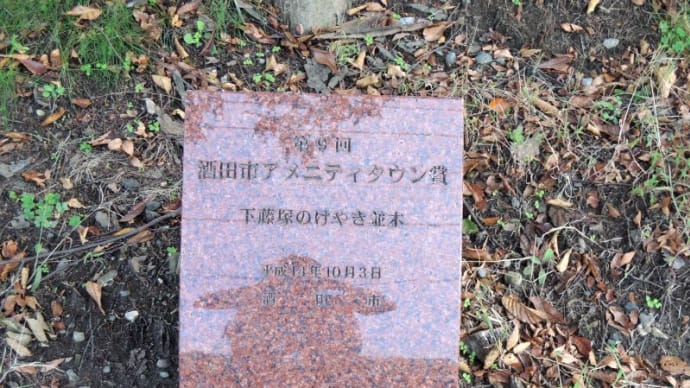 第9回
酒田市アメニティタウン賞
下藤塚のけやき並木
平成11年10月3日
酒田市